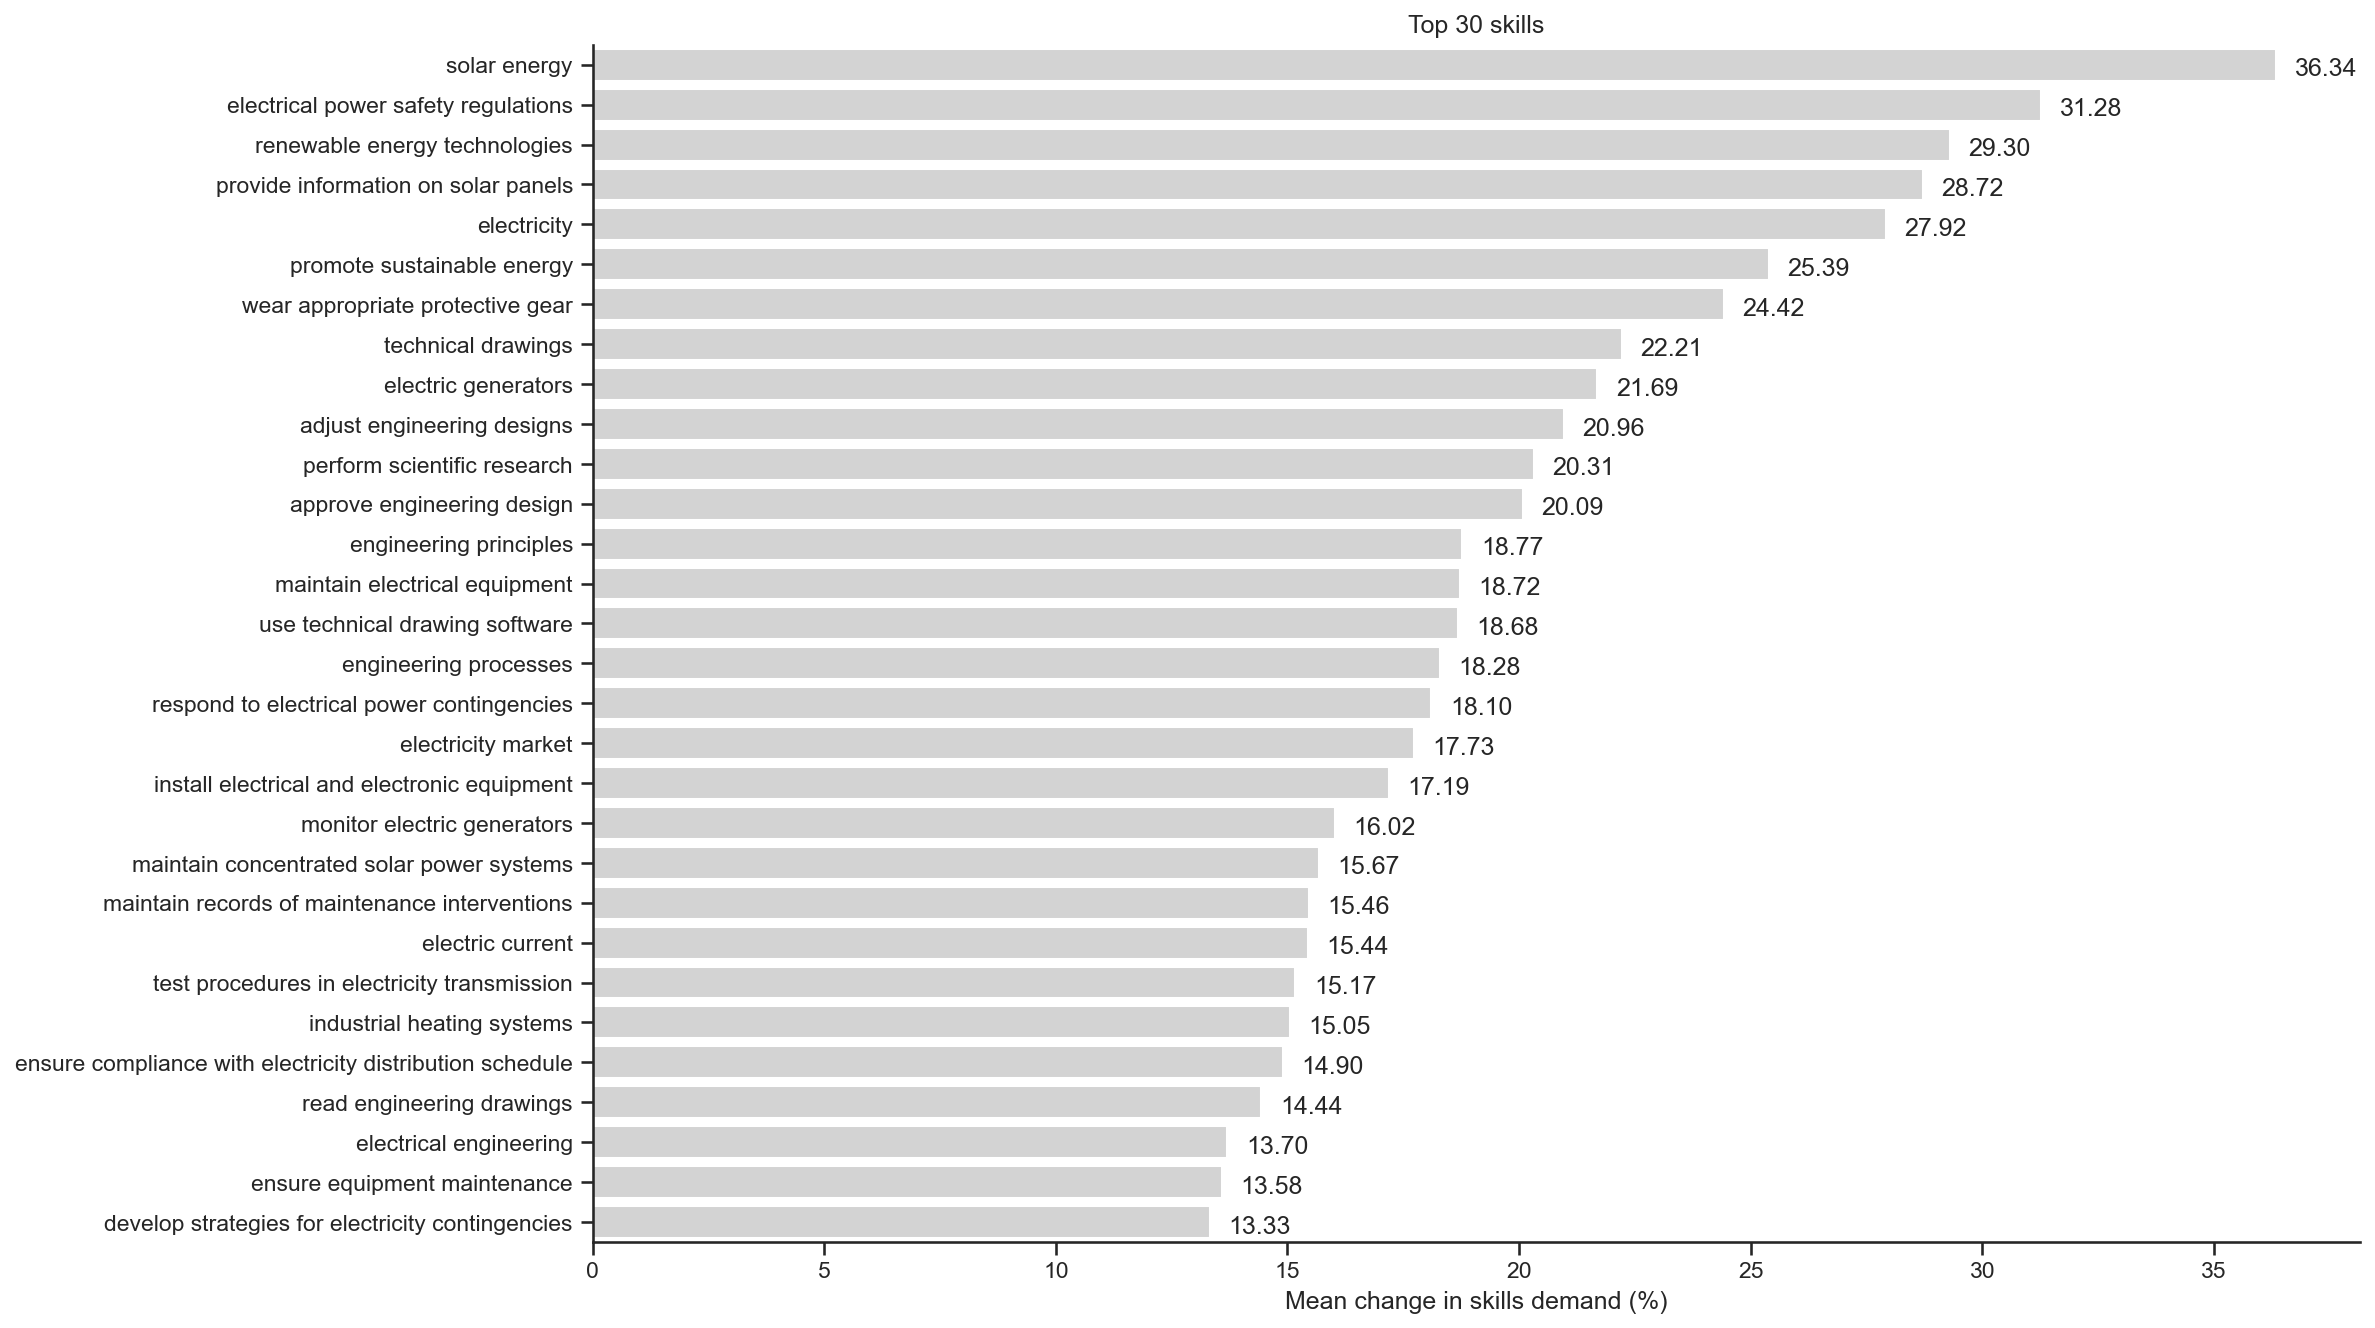 Top 30 skills
solar energy 36.34
electrical power safety regulations 31.28
renewable energy technologies 29.30
provide information on solar panels 28.72
electricity 27.92
promote sustainable energy 25.39
wear appropriate protective gear 24.42
technical drawings 22.21
electric generators 21.69
adjust engineering designs 20.96
perform scientific research 20.31
approve engineering design 20.09
engineering principles 18.77
maintain electrical equipment 18.72
use technical drawing software 18.68
engineering processes 18.28
respond to electrical power contingencies 18.10
electricity market 17.73
install electrical and electronic equipment 17.19
monitor electric generators 16.02
maintain concentrated solar power systems 15.67
maintain records of maintenance interventions 15.46
electric current 15.44
test procedures in electricity transmission 15.17
industrial heating systems 15.05
ensure compliance with electricity distribution schedule 14.90
read engineering drawings 14.44
electrical engineering 13.70
ensure equipment maintenance 13.58
develop strategies for electricity contingencies 13.33
0 5 10 15 20 25 30 35
Mean change in skills demand (%)